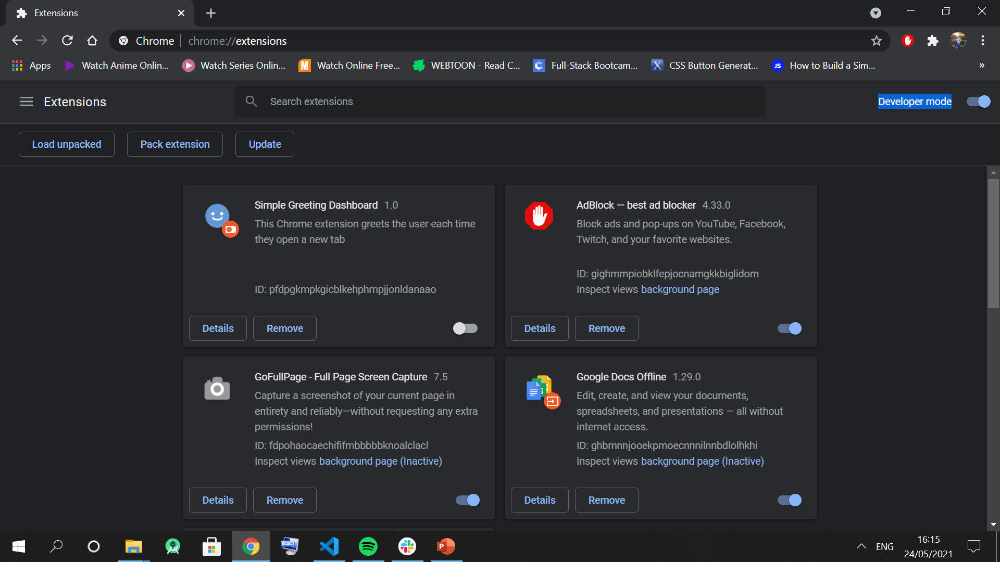 Extensions
Chrome | chrome://extensions
Apps Watch Anime Onlin... Watch Series Onlin... Watch Online Free... WEBTOON - Read C... Full-Stack Bootcam... CSS Button Generat... JS How to Build a Sim... »
Extensions Search extensions Developer mode
Load unpacked Pack extension Update
Simple Greeting Dashboard 1.0
This Chrome extension greets the user each time
they open a new tab
ID: pfdpgkmpkgicblkehphmpjjonldanaao
Details Remove
AdBlock — best ad blocker 4.33.0
Block ads and pop-ups on YouTube, Facebook,
Twitch, and your favorite websites.
ID: gighmmpiobklfepjocnamgkkbiglidom
Inspect views background page
Details Remove
GoFullPage - Full Page Screen Capture 7.5
Capture a screenshot of your current page in
entirety and reliably—without requesting any extra
permissions!
ID: fdpohaocaechififmbbbbbknoalclacl
Inspect views background page (Inactive)
Details Remove
Google Docs Offline 1.29.0
Edit, create, and view your documents,
spreadsheets, and presentations — all without
internet access.
ID: ghbmnnjooekpmoecnnnilnnbdlolhkhi
Inspect views background page (Inactive)
Details Remove
ENG 16:15
24/05/2021